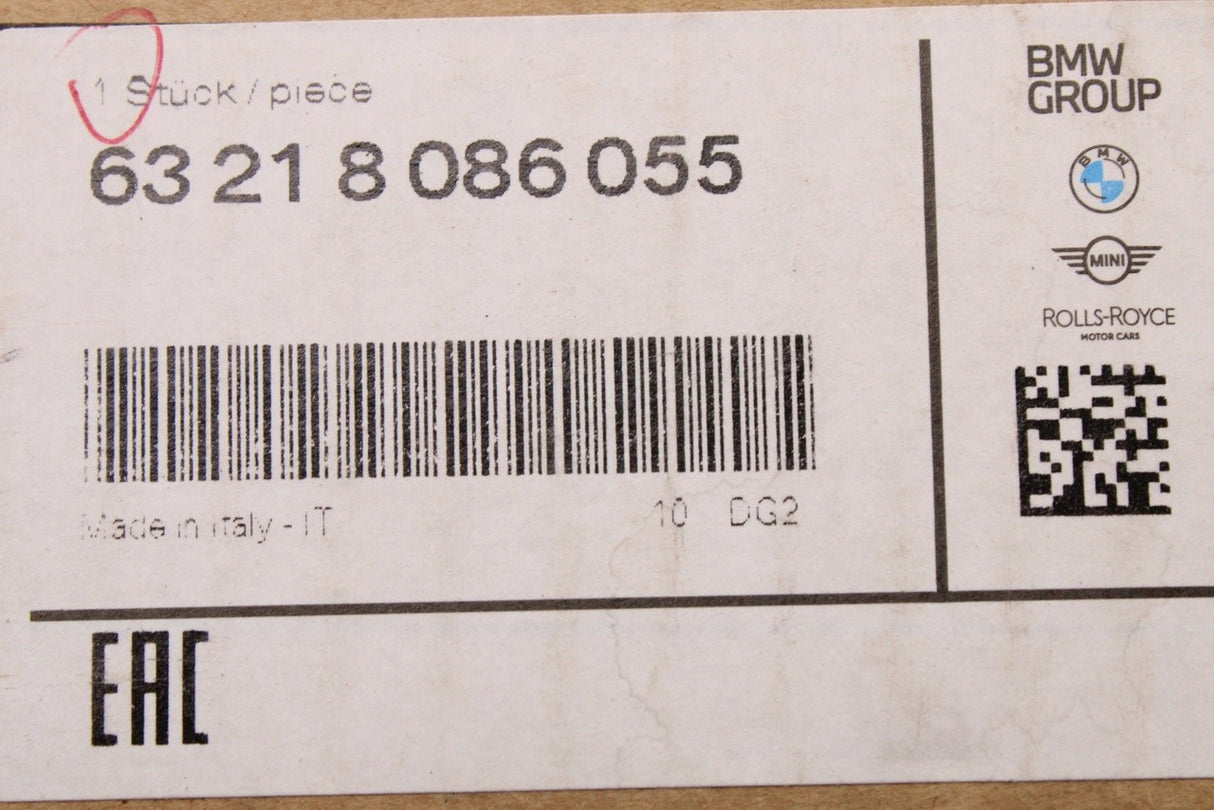 1 Stück / piece
63 21 8 086 055
Made in Italy - IT
10 DG2
EAC
BMW
GROUP
BMW
MINI
ROLLS-ROYCE
MOTOR CARS